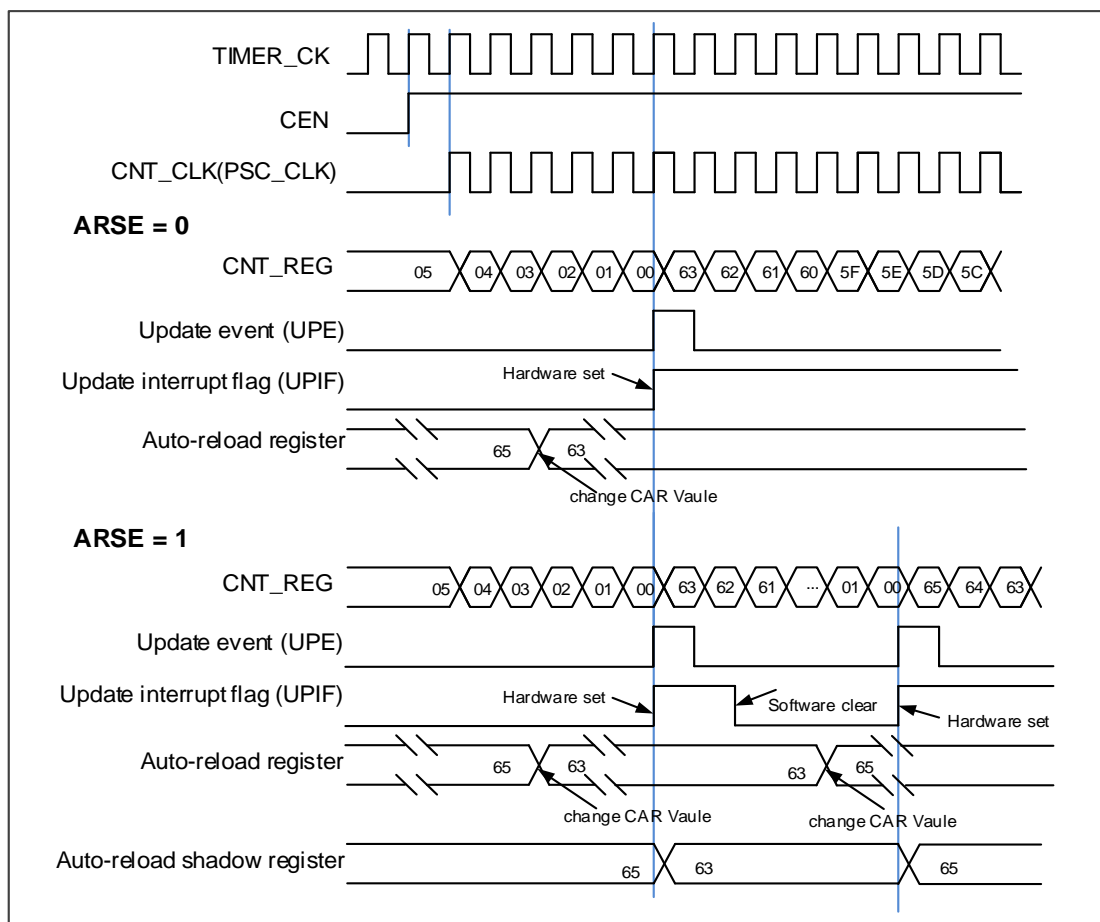 TIMER_CK
CEN
CNT_CLK(PSC_CLK)
ARSE = 0
CNT_REG 05 04 03 02 01 00 63 62 61 60 5F 5E 5D 5C
Update event (UPE)
Update interrupt flag (UPIF) Hardware set
Auto-reload register 65 63
change CAR Vaule
ARSE = 1
CNT_REG 05 04 03 02 01 00 63 62 61 ... 01 00 65 64 63
Update event (UPE)
Update interrupt flag (UPIF) Hardware set Software clear Hardware set
Auto-reload register 65 63 63 65
change CAR Vaule change CAR Vaule
Auto-reload shadow register 65 63 65